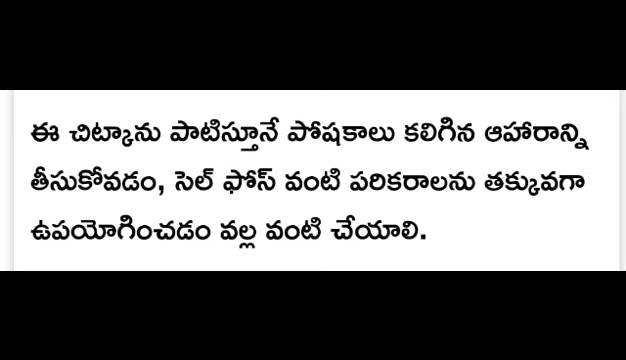 ఈ చిట్కాను పాటిస్తూనే పోషకాలు కలిగిన ఆహారాన్ని
తీసుకోవడం, సెల్ ఫోస్ వంటి పరికరాలను తక్కువగా
ఉపయోగించడం వల్ల వంటి చేయాలి.